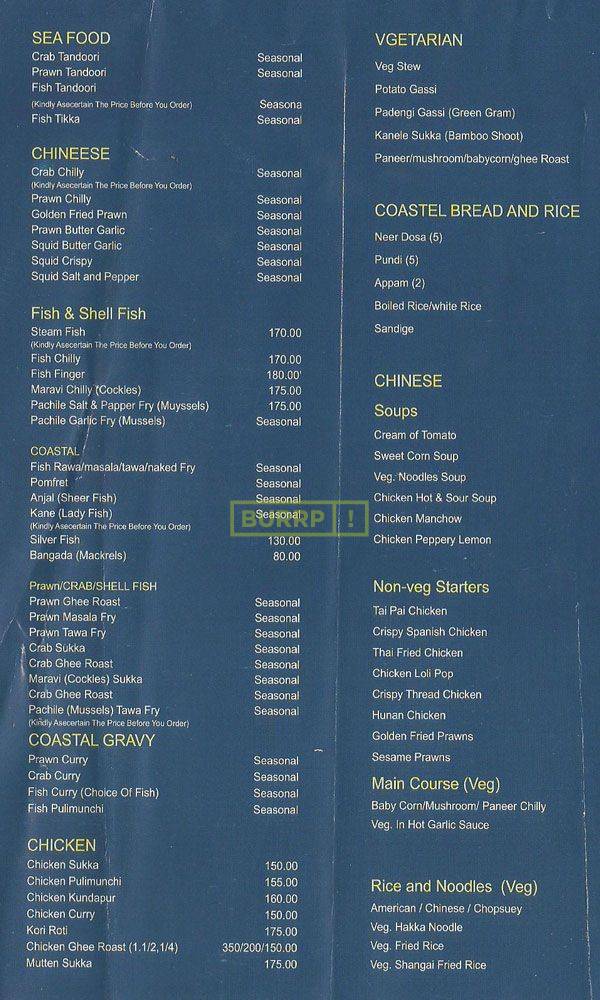 SEA FOOD
Crab Tandoori Seasonal
Prawn Tandoori Seasonal
Fish Tandoori
(Kindly Asecertain The Price Before You Order) Seasona
Fish Tikka Seasonal
CHINEESE
Crab Chilly Seasonal
(Kindly Asecertain The Price Before You Order)
Prawn Chilly Seasonal
Golden Fried Prawn Seasonal
Prawn Butter Garlic Seasonal
Squid Butter Garlic Seasonal
Squid Crispy Seasonal
Squid Salt and Pepper Seasonal
Fish & Shell Fish
Steam Fish 170.00
(Kindly Asecertain The Price Before You Order)
Fish Chilly 170.00
Fish Finger 180.00
Maravi Chilly (Cockles) 175.00
Pachile Salt & Papper Fry (Muyssels) 175.00
Pachile Garlic Fry (Mussels) Seasonal
COASTAL
Fish Rawa/masala/tawa/naked Fry Seasonal
Pomfret Seasonal
Anjal (Sheer Fish) Seasonal
Kane (Lady Fish) Seasonal
(Kindly Asecertain The Price Before You Order)
Silver Fish 130.00
Bangada (Mackrels) 80.00
Prawn/CRAB/SHELL FISH
Prawn Ghee Roast Seasonal
Prawn Masala Fry Seasonal
Prawn Tawa Fry Seasonal
Crab Sukka Seasonal
Crab Ghee Roast Seasonal
Maravi (Cockles) Sukka Seasonal
Crab Ghee Roast Seasonal
Pachile (Mussels) Tawa Fry Seasonal
(Kindly Asecertain The Price Before You Order)
COASTAL GRAVY
Prawn Curry Seasonal
Crab Curry Seasonal
Fish Curry (Choice Of Fish) Seasonal
Fish Pulimunchi Seasonal
CHICKEN
Chicken Sukka 150.00
Chicken Pulimunchi 155.00
Chicken Kundapur 160.00
Chicken Curry 150.00
Kori Roti 175.00
Chicken Ghee Roast (1.1/2,1/4) 350/200/150.00
Mutten Sukka 175.00
VGETARIAN
Veg Stew
Potato Gassi
Padengi Gassi (Green Gram)
Kanele Sukka (Bamboo Shoot)
Paneer/mushroom/babycorn/ghee Roast
COASTEL BREAD AND RICE
Neer Dosa (5)
Pundi (5)
Appam (2)
Boiled Rice/white Rice
Sandige
CHINESE
Soups
Cream of Tomato
Sweet Corn Soup
Veg. Noodles Soup
Chicken Hot & Sour Soup
Chicken Manchow
Chicken Peppery Lemon
Non-veg Starters
Tai Pai Chicken
Crispy Spanish Chicken
Thai Fried Chicken
Chicken Loli Pop
Crispy Thread Chicken
Hunan Chicken
Golden Fried Prawns
Sesame Prawns
Main Course (Veg)
Baby Corn/Mushroom/ Paneer Chilly
Veg. In Hot Garlic Sauce
Rice and Noodles (Veg)
American / Chinese / Chopsuey
Veg. Hakka Noodle
Veg. Fried Rice
Veg. Shangai Fried Rice
BURRP !